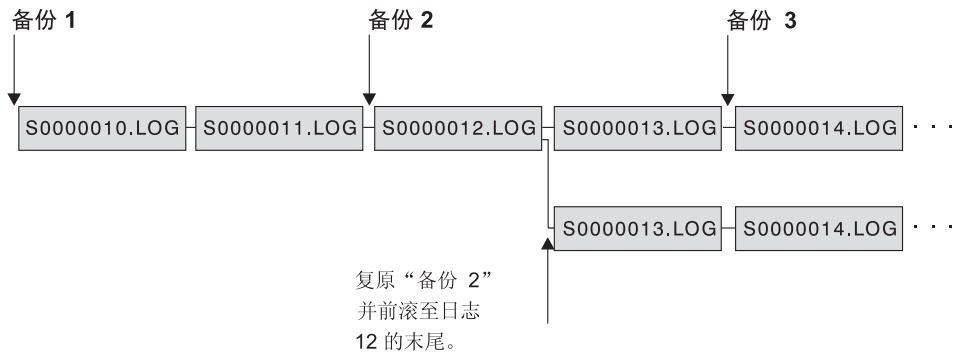 备份 1 备份 2 备份 3
S0000010.LOG S0000011.LOG S0000012.LOG S0000013.LOG S0000014.LOG · · ·
S0000013.LOG S0000014.LOG · · ·
复原“备份 2”
并前滚至日志
12 的末尾。